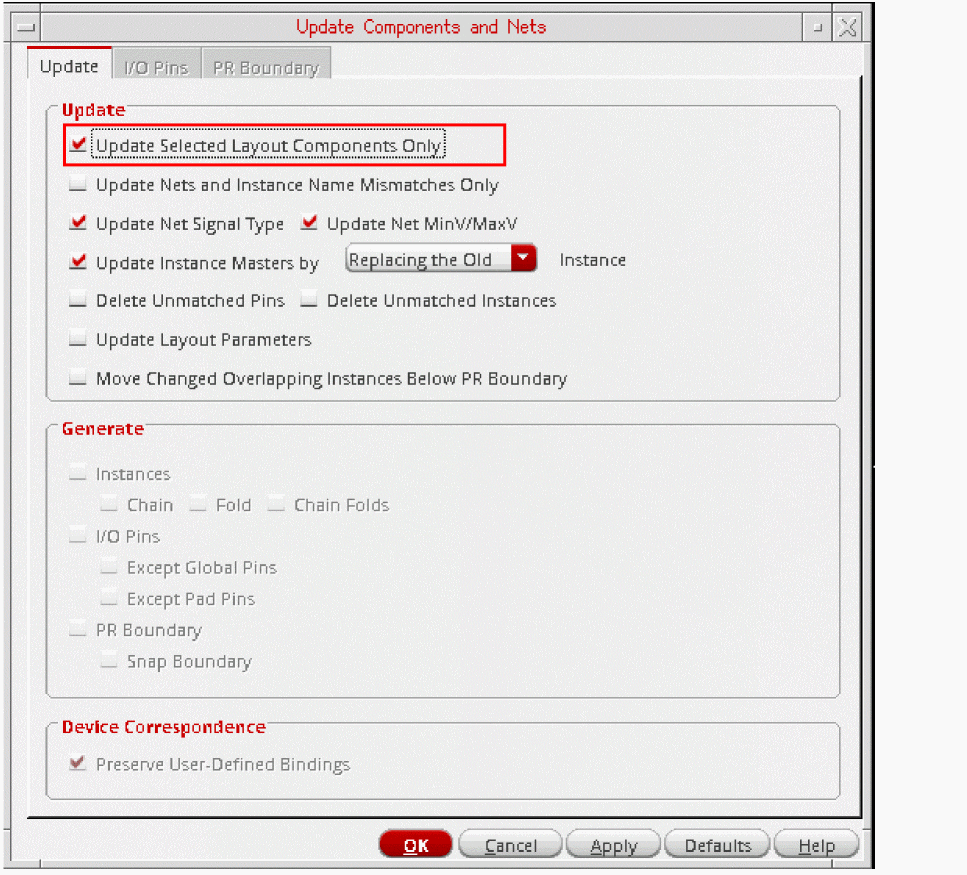 Update Components and Nets
Update I/O Pins PR Boundary
Update
Update Selected Layout Components Only
Update Nets and Instance Name Mismatches Only
Update Net Signal Type Update Net MinV/MaxV
Update Instance Masters by Replacing the Old Instance
Delete Unmatched Pins Delete Unmatched Instances
Update Layout Parameters
Move Changed Overlapping Instances Below PR Boundary
Generate
Instances
Chain Fold Chain Folds
I/O Pins
Except Global Pins
Except Pad Pins
PR Boundary
Snap Boundary
Device Correspondence
Preserve User-Defined Bindings
OK Cancel Apply Defaults Help